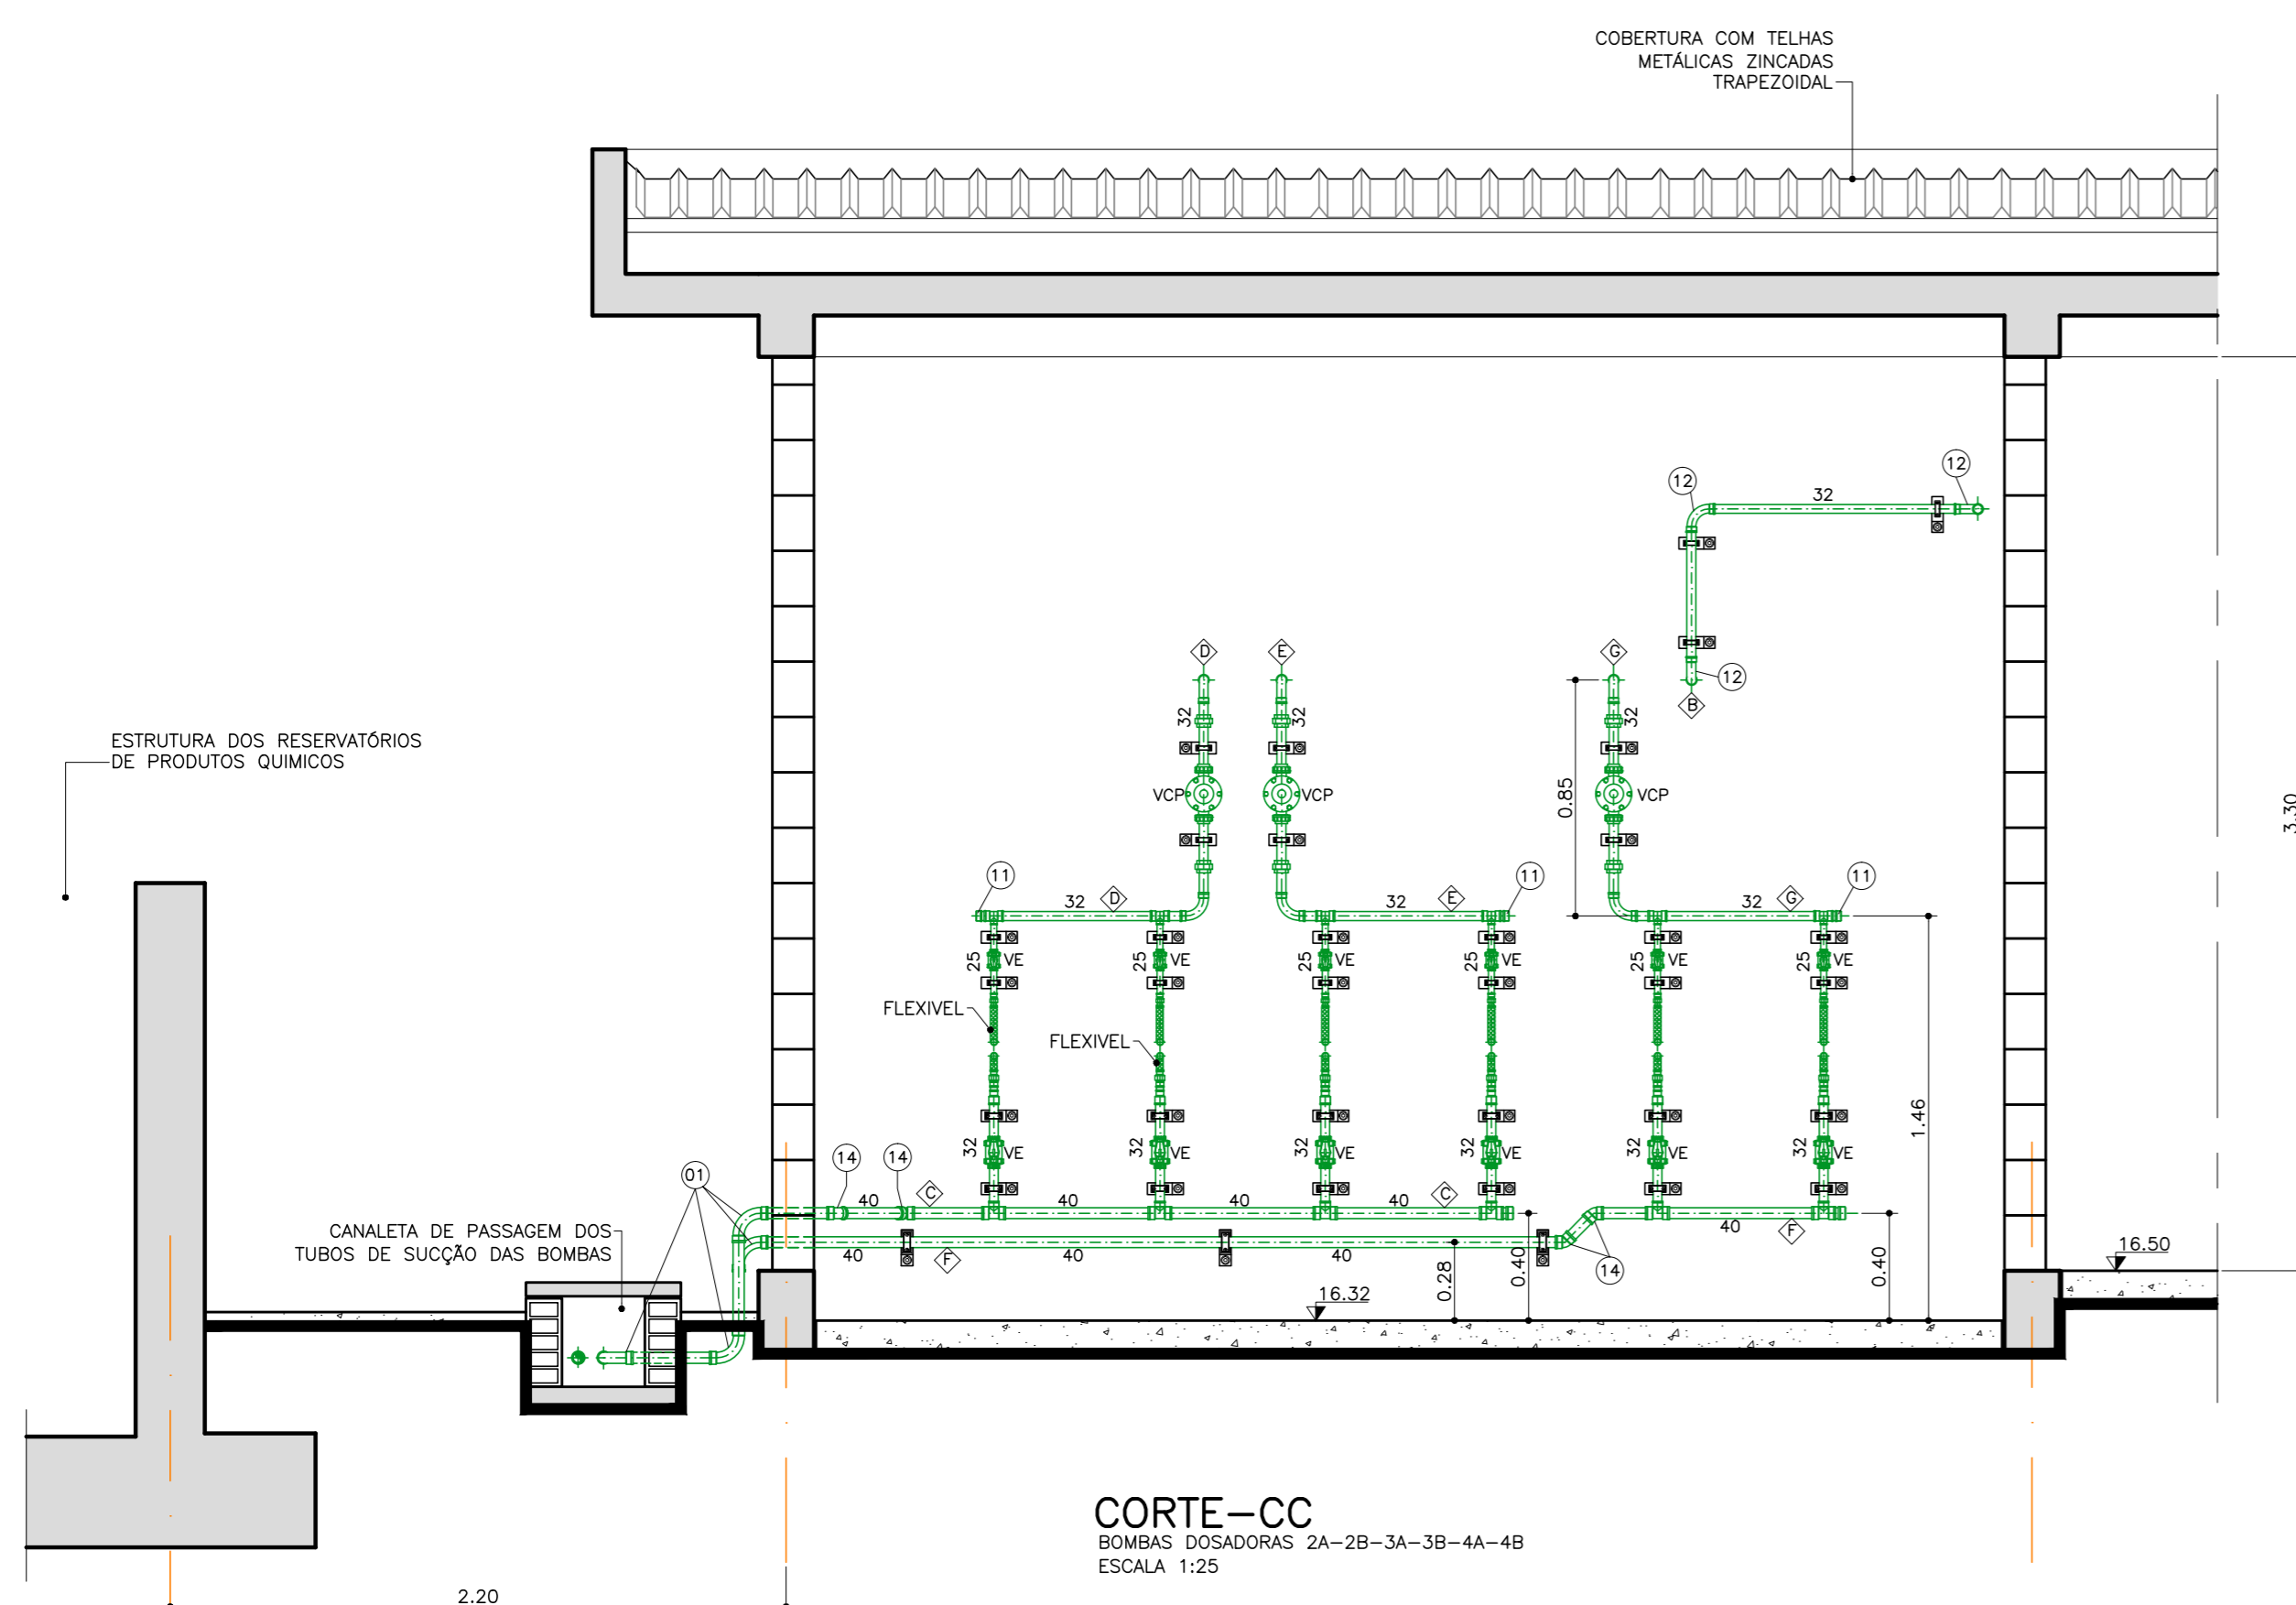 COBERTURA COM TELHAS
METÁLICAS ZINCADAS
TRAPEZOIDAL
12
12
32
12
B
D
E
G
32
32
32
ESTRUTURA DOS RESERVATÓRIOS
DE PRODUTOS QUIMICOS
VCP
VCP
VCP
0.85
3.30
11
11
11
32
D
32
E
32
G
25
VE
25
VE
25
VE
25
VE
25
VE
25
VE
FLEXIVEL
FLEXIVEL
1.46
32
VE
32
VE
32
VE
32
VE
32
VE
32
VE
01
14
14
40
C
40
40
40
C
CANALETA DE PASSAGEM DOS
TUBOS DE SUCÇÃO DAS BOMBAS
40
F
40
40
14
40
F
0.28
0.40
0.40
16.32
16.50
CORTE-CC
BOMBAS DOSADORAS 2A-2B-3A-3B-4A-4B
ESCALA 1:25
2.20